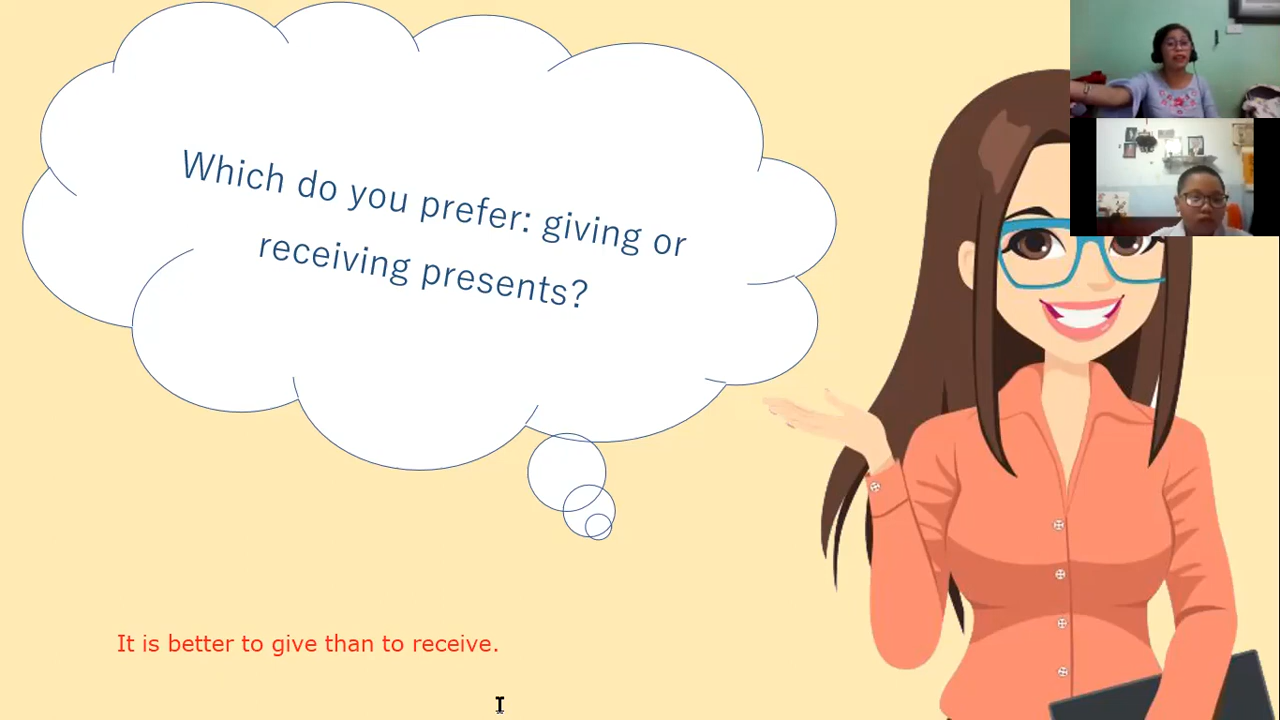 Which do you prefer: giving or
receiving presents?
It is better to give than to receive.